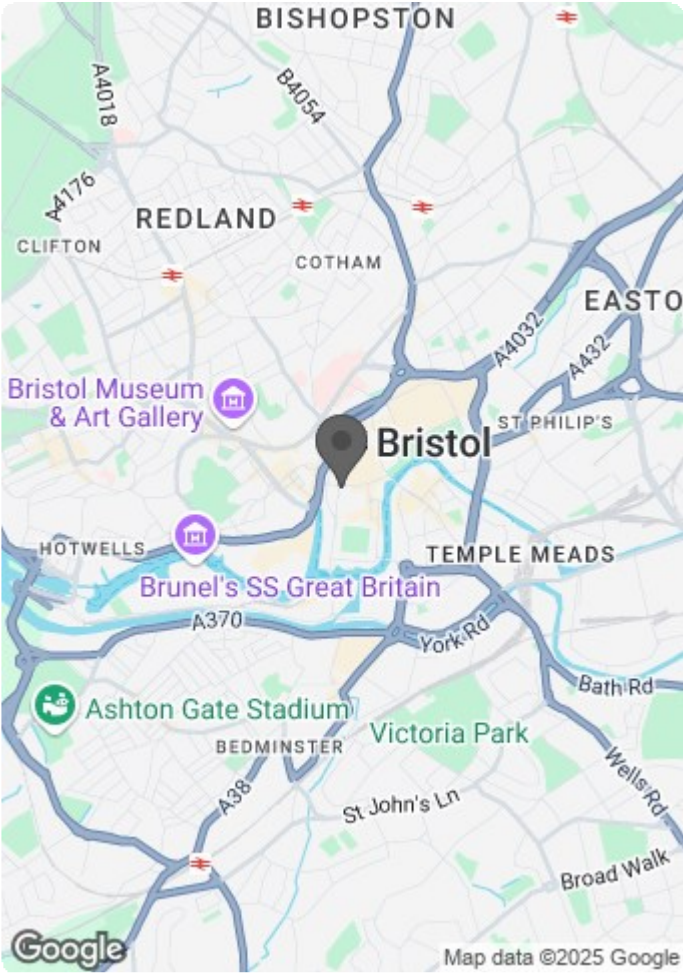 BISHOPSTON
A4018
B4054
A4176
REDLAND
CLIFTON
COTHAM
EASTO
A4032
A432
Bristol Museum
& Art Gallery
ST PHILIP'S
Bristol
HOTWELLS
TEMPLE MEADS
Brunel's SS Great Britain
A370
York Rd
Bath Rd
Ashton Gate Stadium
Victoria Park
BEDMINSTER
Wells Rd
A38
St John's Ln
Broad Walk
Google
Map data ©2025 Google